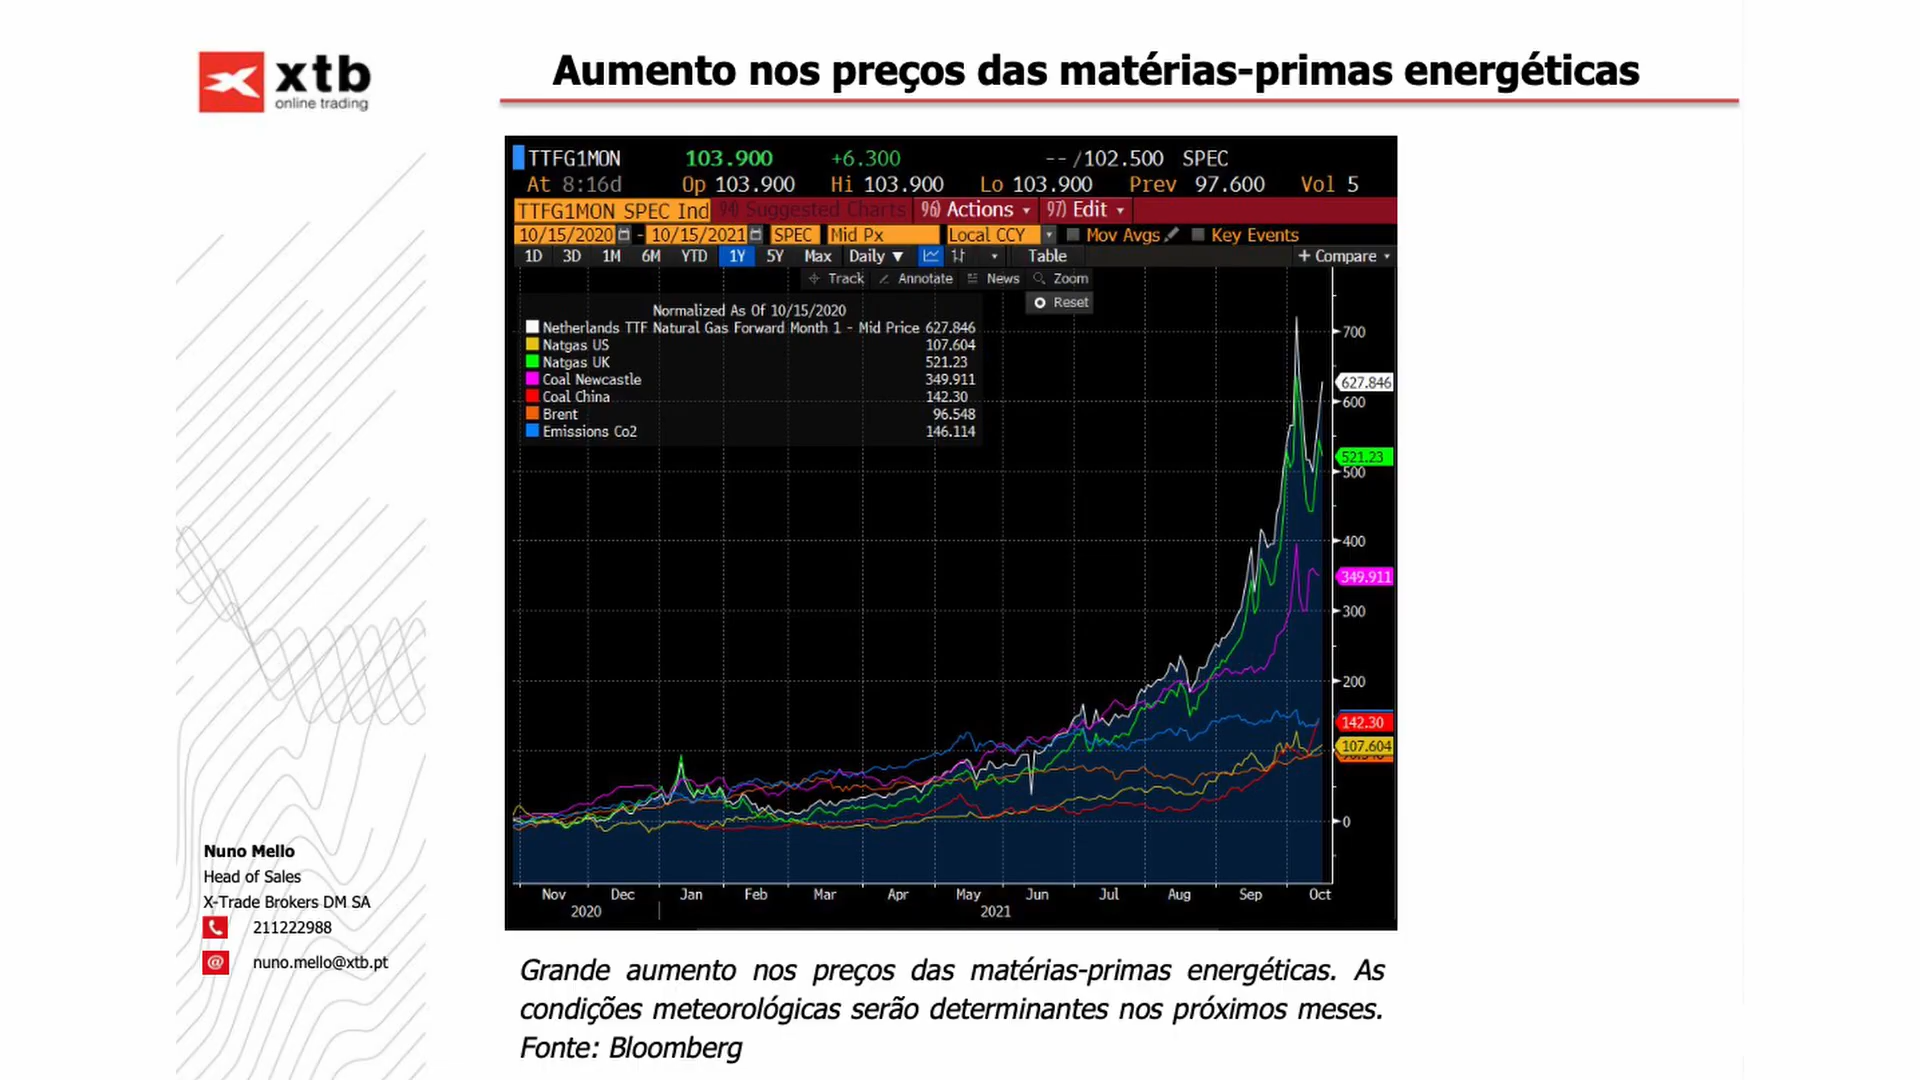 xtb
online trading
Aumento nos preços das matérias-primas energéticas
TTFG1MON 103.900 +6.300 --/102.500 SPEC
At 8:16d Op 103.900 Hi 103.900 Lo 103.900 Prev 97.600 Vol 5
TTFG1MON SPEC Ind 94) Suggested Charts 96) Actions 97) Edit
10/15/2020 - 10/15/2021 SPEC Mid Px Local CCY Mov Avgs Key Events
1D 3D 1M 6M YTD 1Y 5Y Max Daily Table + Compare
Track Annotate News Zoom
Reset
Normalized As Of 10/15/2020
Netherlands TTF Natural Gas Forward Month 1 - Mid Price 627.846
Natgas US 107.604
Natgas UK 521.23
Coal Newcastle 349.911
Coal China 142.30
Brent 96.548
Emissions Co2 146.114
700
627.846
600
521.23
500
400
349.911
300
200
142.30
107.604
0
Nov Dec Jan Feb Mar Apr May Jun Jul Aug Sep Oct
2020 2021
Nuno Mello
Head of Sales
X-Trade Brokers DM SA
211222988
@ nuno.mello@xtb.pt
Grande aumento nos preços das matérias-primas energéticas. As
condições meteorológicas serão determinantes nos próximos meses.
Fonte: Bloomberg